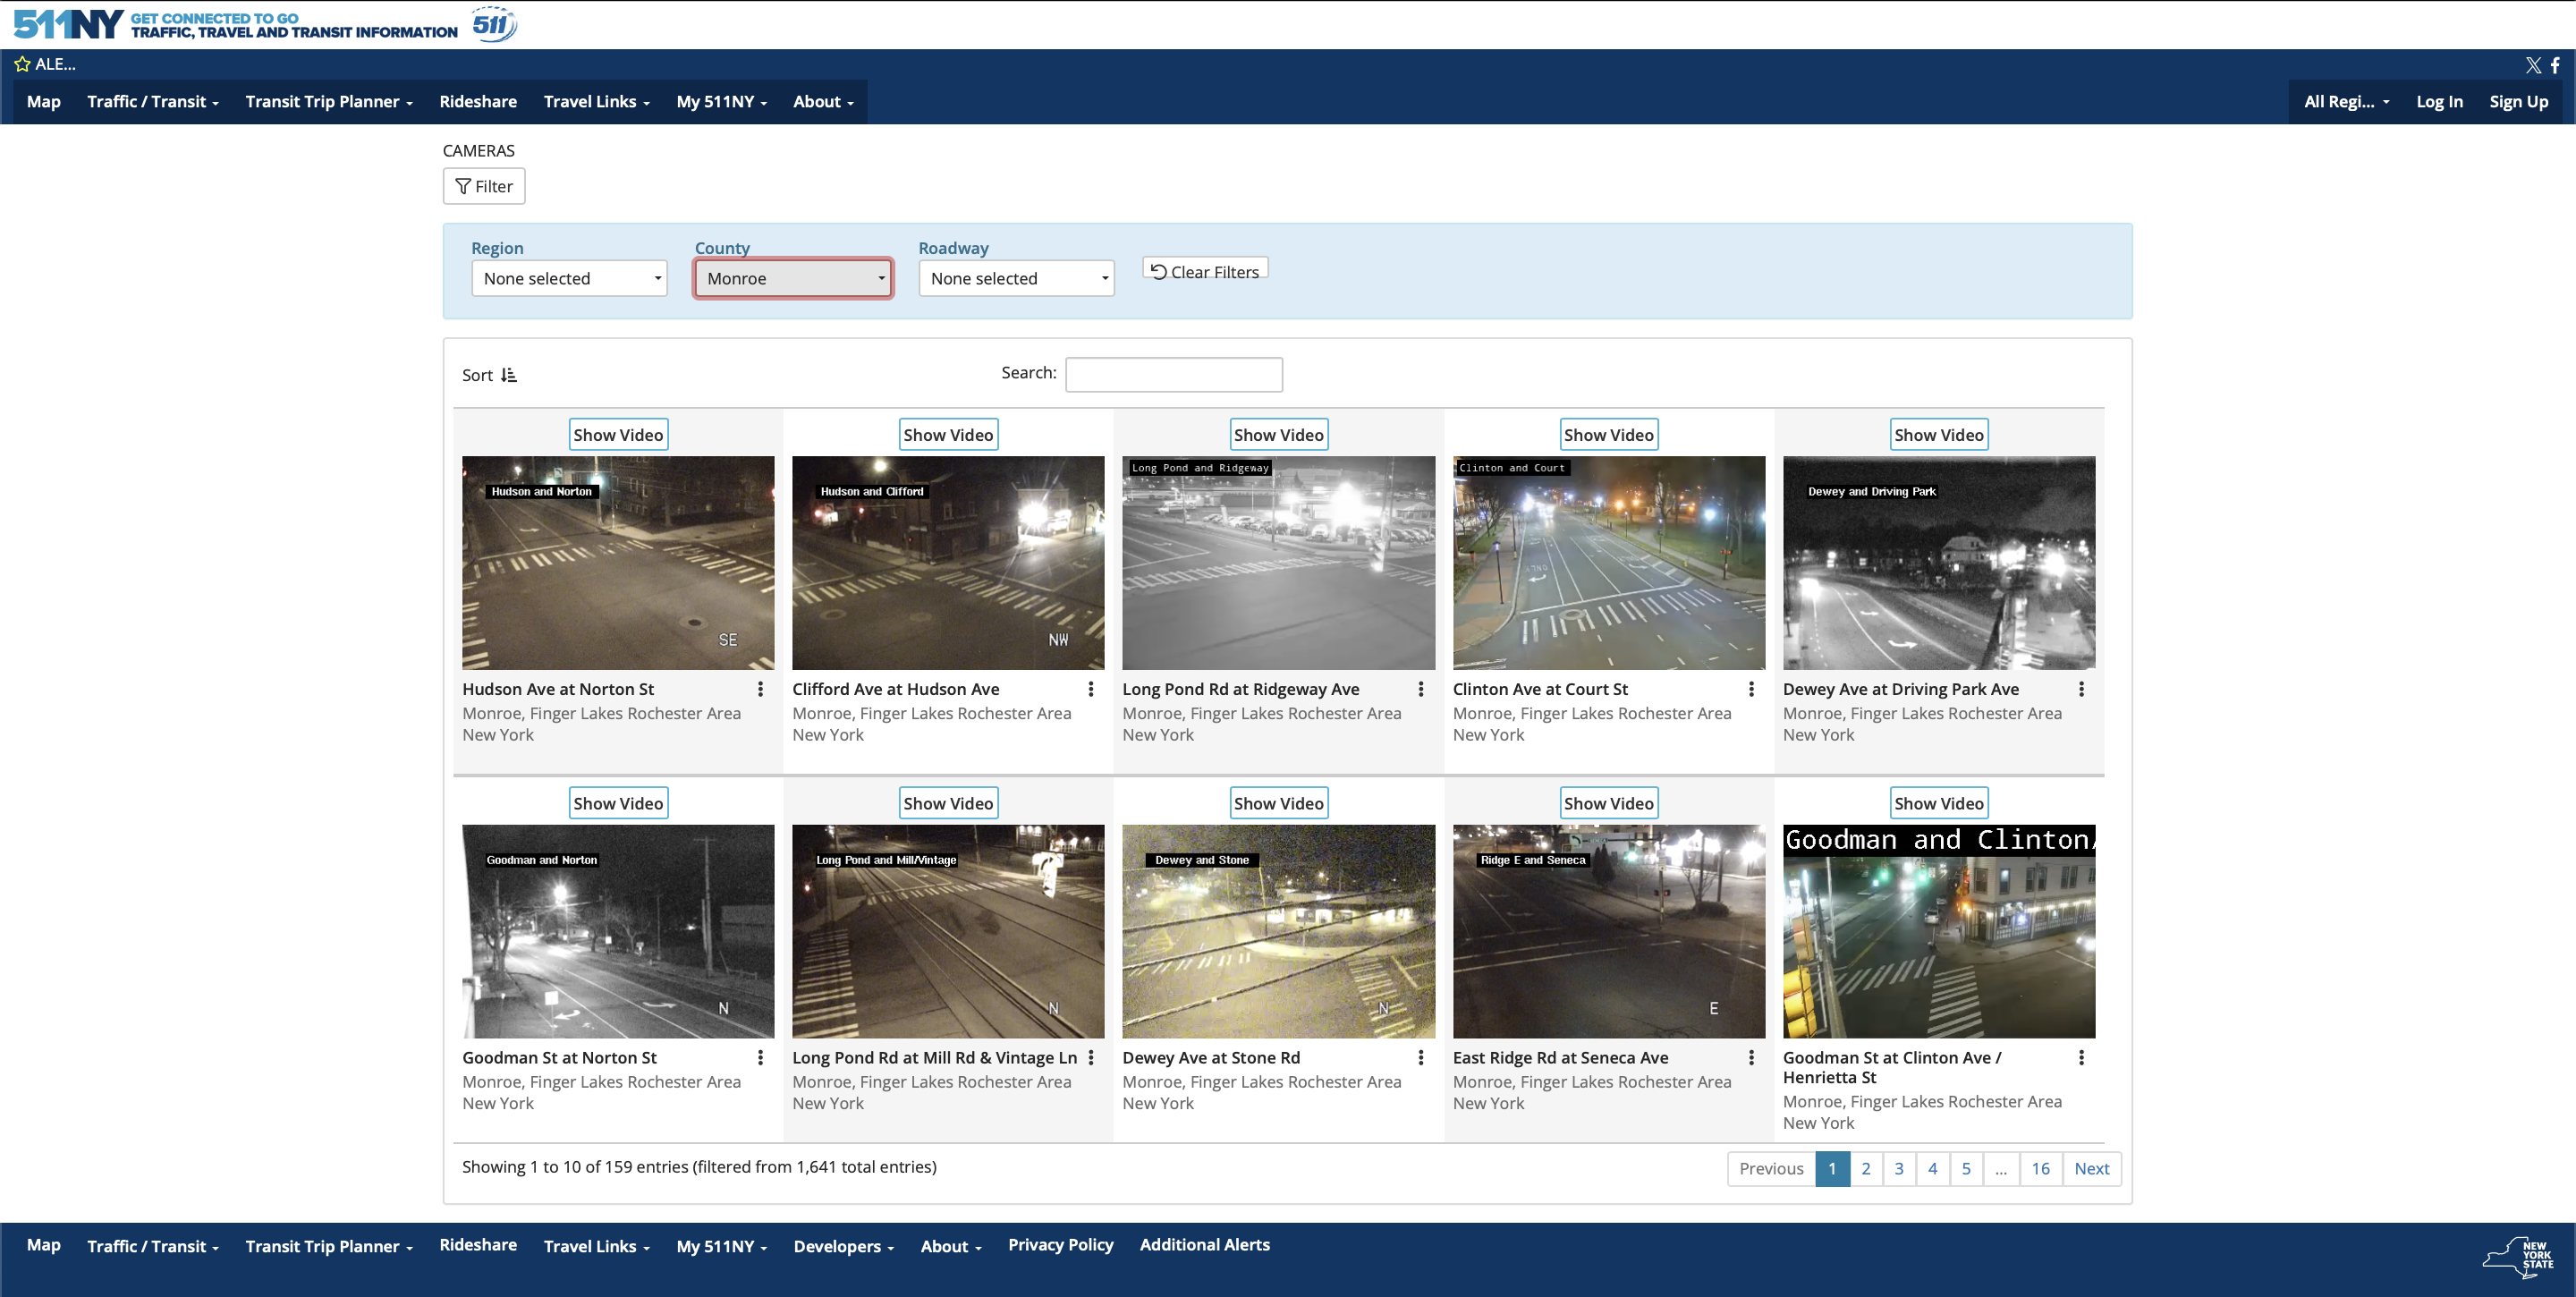 511NY GET CONNECTED TO GO
TRAFFIC, TRAVEL AND TRANSIT INFORMATION 511
ALE...
Map Traffic / Transit Transit Trip Planner Rideshare Travel Links My 511NY About All Regi... Log In Sign Up
CAMERAS
Filter
Region County Roadway
None selected Monroe None selected Clear Filters
Sort Search:
Show Video Show Video Show Video Show Video Show Video
Long Pond and Ridgeway Clinton and Court
Hudson and Norton Hudson and Clifford Dewey and Driving Park
ONLY
SE NW
Hudson Ave at Norton St Clifford Ave at Hudson Ave Long Pond Rd at Ridgeway Ave Clinton Ave at Court St Dewey Ave at Driving Park Ave
Monroe, Finger Lakes Rochester Area Monroe, Finger Lakes Rochester Area Monroe, Finger Lakes Rochester Area Monroe, Finger Lakes Rochester Area Monroe, Finger Lakes Rochester Area
New York New York New York New York New York
Show Video Show Video Show Video Show Video Show Video
Goodman and Clinton/
Goodman and Norton Long Pond and Mill/Vintage Dewey and Stone Ridge E and Seneca
N N N E
Goodman St at Norton St Long Pond Rd at Mill Rd & Vintage Ln Dewey Ave at Stone Rd East Ridge Rd at Seneca Ave Goodman St at Clinton Ave /
Henrietta St
Monroe, Finger Lakes Rochester Area Monroe, Finger Lakes Rochester Area Monroe, Finger Lakes Rochester Area Monroe, Finger Lakes Rochester Area Monroe, Finger Lakes Rochester Area
New York New York New York New York New York
Showing 1 to 10 of 159 entries (filtered from 1,641 total entries) Previous 1 2 3 4 5 ... 16 Next
Map Traffic / Transit Transit Trip Planner Rideshare Travel Links My 511NY Developers About Privacy Policy Additional Alerts
NEW
YORK
STATE